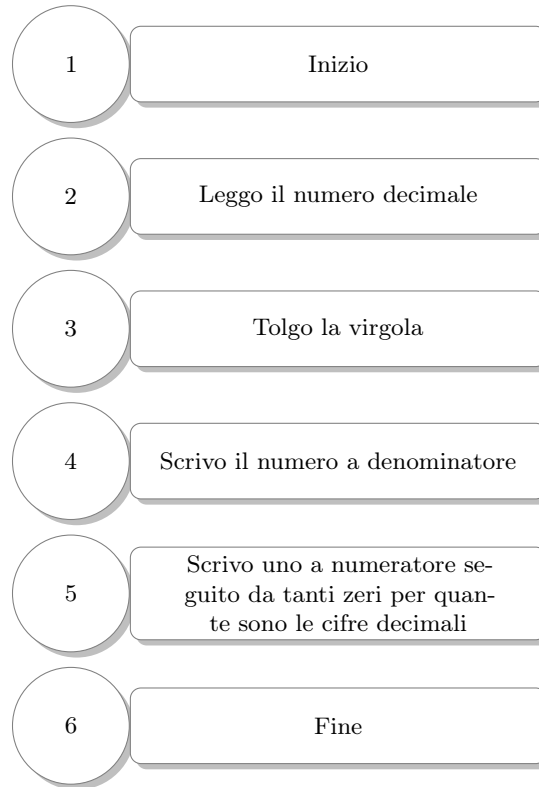 1
Inizio
2
Leggo il numero decimale
3
Tolgo la virgola
4
Scrivo il numero a denominatore
5
Scrivo uno a numeratore se-
guito da tanti zeri per quan-
te sono le cifre decimali
6
Fine